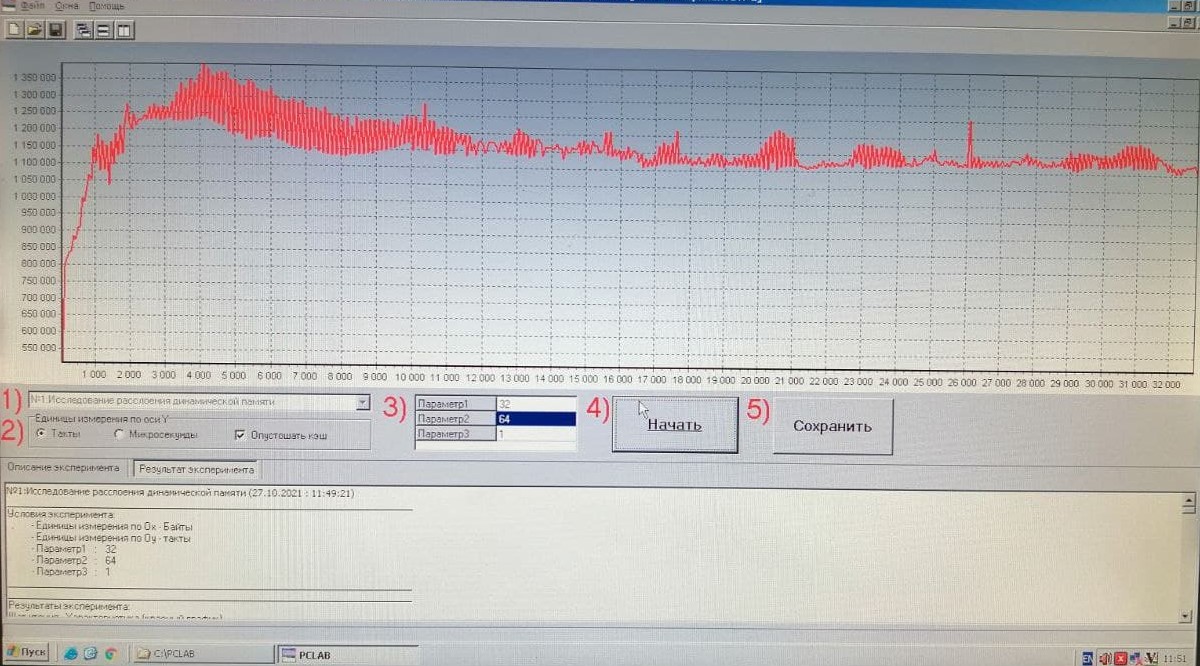 Файл Окна Помощь
1 350 000
1 300 000
1 250 000
1 200 000
1 150 000
1 100 000
1 050 000
1 000 000
950 000
900 000
850 000
800 000
750 000
700 000
650 000
600 000
550 000
1 000 2 000 3 000 4 000 5 000 6 000 7 000 8 000 9 000 10 000 11 000 12 000 13 000 14 000 15 000 16 000 17 000 18 000 19 000 20 000 21 000 22 000 23 000 24 000 25 000 26 000 27 000 28 000 29 000 30 000 31 000 32 000
1) №1:Исследование расслоения динамической памяти
2) Единицы измерения по оси Y
Такты Микросекунды Опустошать кэш
3) Параметр1 32
Параметр2 64
Параметр3 1
4) Начать
5) Сохранить
Описание эксперимента Результат эксперимента
№1:Исследование расслоения динамической памяти (27.10.2021 : 11:49:21)
Условия эксперимента:
- Единицы измерения по Ox - Байты
- Единицы измерения по Oy - такты
- Параметр1 : 32
- Параметр2 : 64
- Параметр3 : 1
Результаты эксперимента:
Пуск C:\PCLAB PCLAB EN 11:51